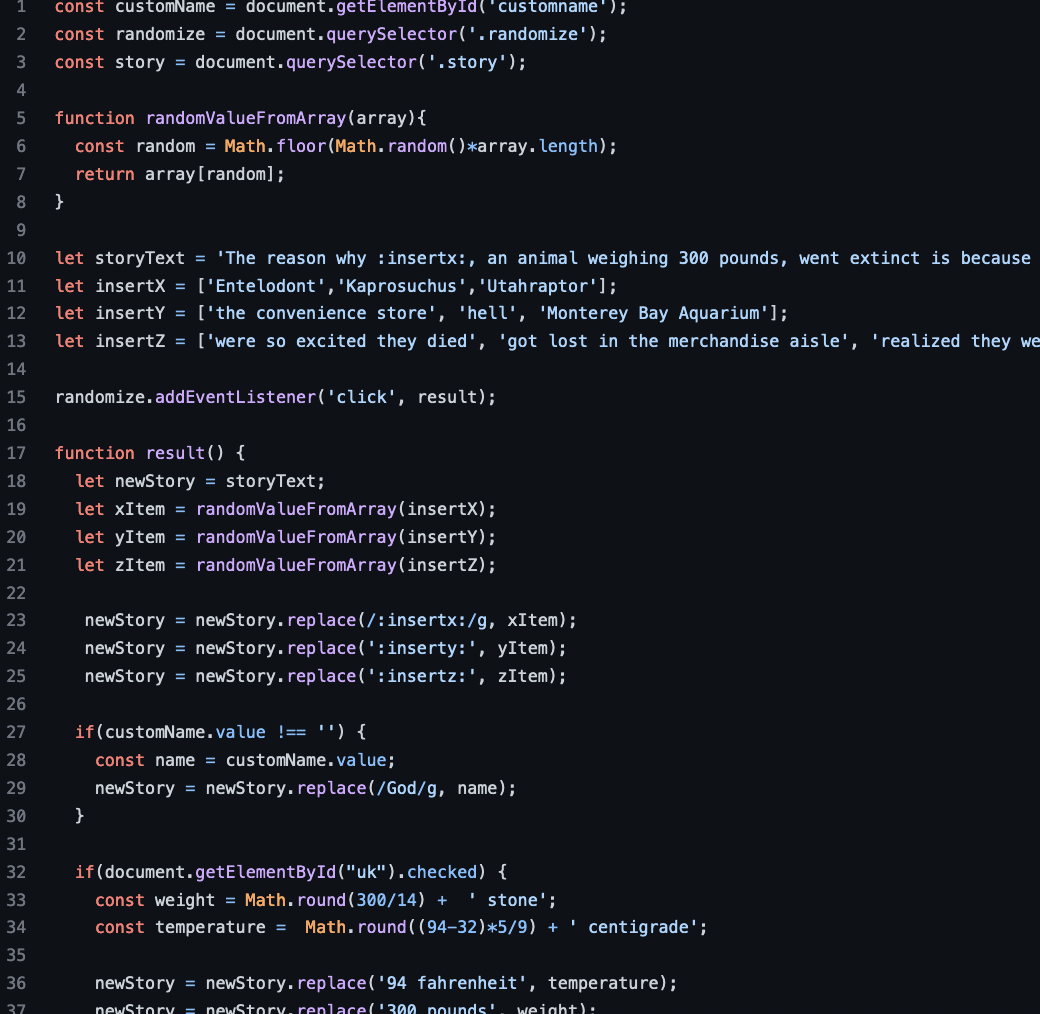 1 const customName = document.getElementById('customname');
2 const randomize = document.querySelector('.randomize');
3 const story = document.querySelector('.story');
4
5 function randomValueFromArray(array){
6   const random = Math.floor(Math.random()*array.length);
7   return array[random];
8 }
9
10 let storyText = 'The reason why :insertx:, an animal weighing 300 pounds, went extinct is because
11 let insertX = ['Entelodont','Kaprosuchus','Utahraptor'];
12 let insertY = ['the convenience store', 'hell', 'Monterey Bay Aquarium'];
13 let insertZ = ['were so excited they died', 'got lost in the merchandise aisle', 'realized they we
14
15 randomize.addEventListener('click', result);
16
17 function result() {
18   let newStory = storyText;
19   let xItem = randomValueFromArray(insertX);
20   let yItem = randomValueFromArray(insertY);
21   let zItem = randomValueFromArray(insertZ);
22
23    newStory = newStory.replace(/:insertx:/g, xItem);
24    newStory = newStory.replace(':inserty:', yItem);
25    newStory = newStory.replace(':insertz:', zItem);
26
27   if(customName.value !== '') {
28     const name = customName.value;
29     newStory = newStory.replace(/God/g, name);
30   }
31
32   if(document.getElementById("uk").checked) {
33     const weight = Math.round(300/14) +  ' stone';
34     const temperature =  Math.round((94-32)*5/9) + ' centigrade';
35
36     newStory = newStory.replace('94 fahrenheit', temperature);
37     newStory = newStory.replace('300 pounds', weight);